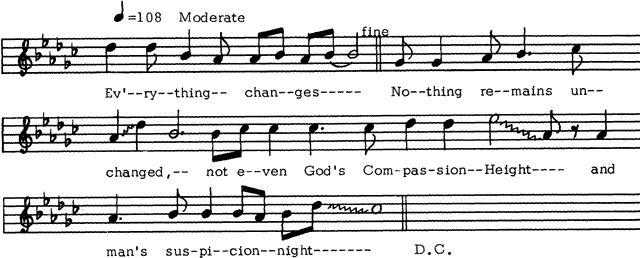 =108 Moderate
fine
Ev'--ry--thing-- chan--ges----- No--thing re--mains un--
changed,-- not e--ven God's Com-pas-sion--Height---- and
man's sus-pi--cion--night------- D.C.